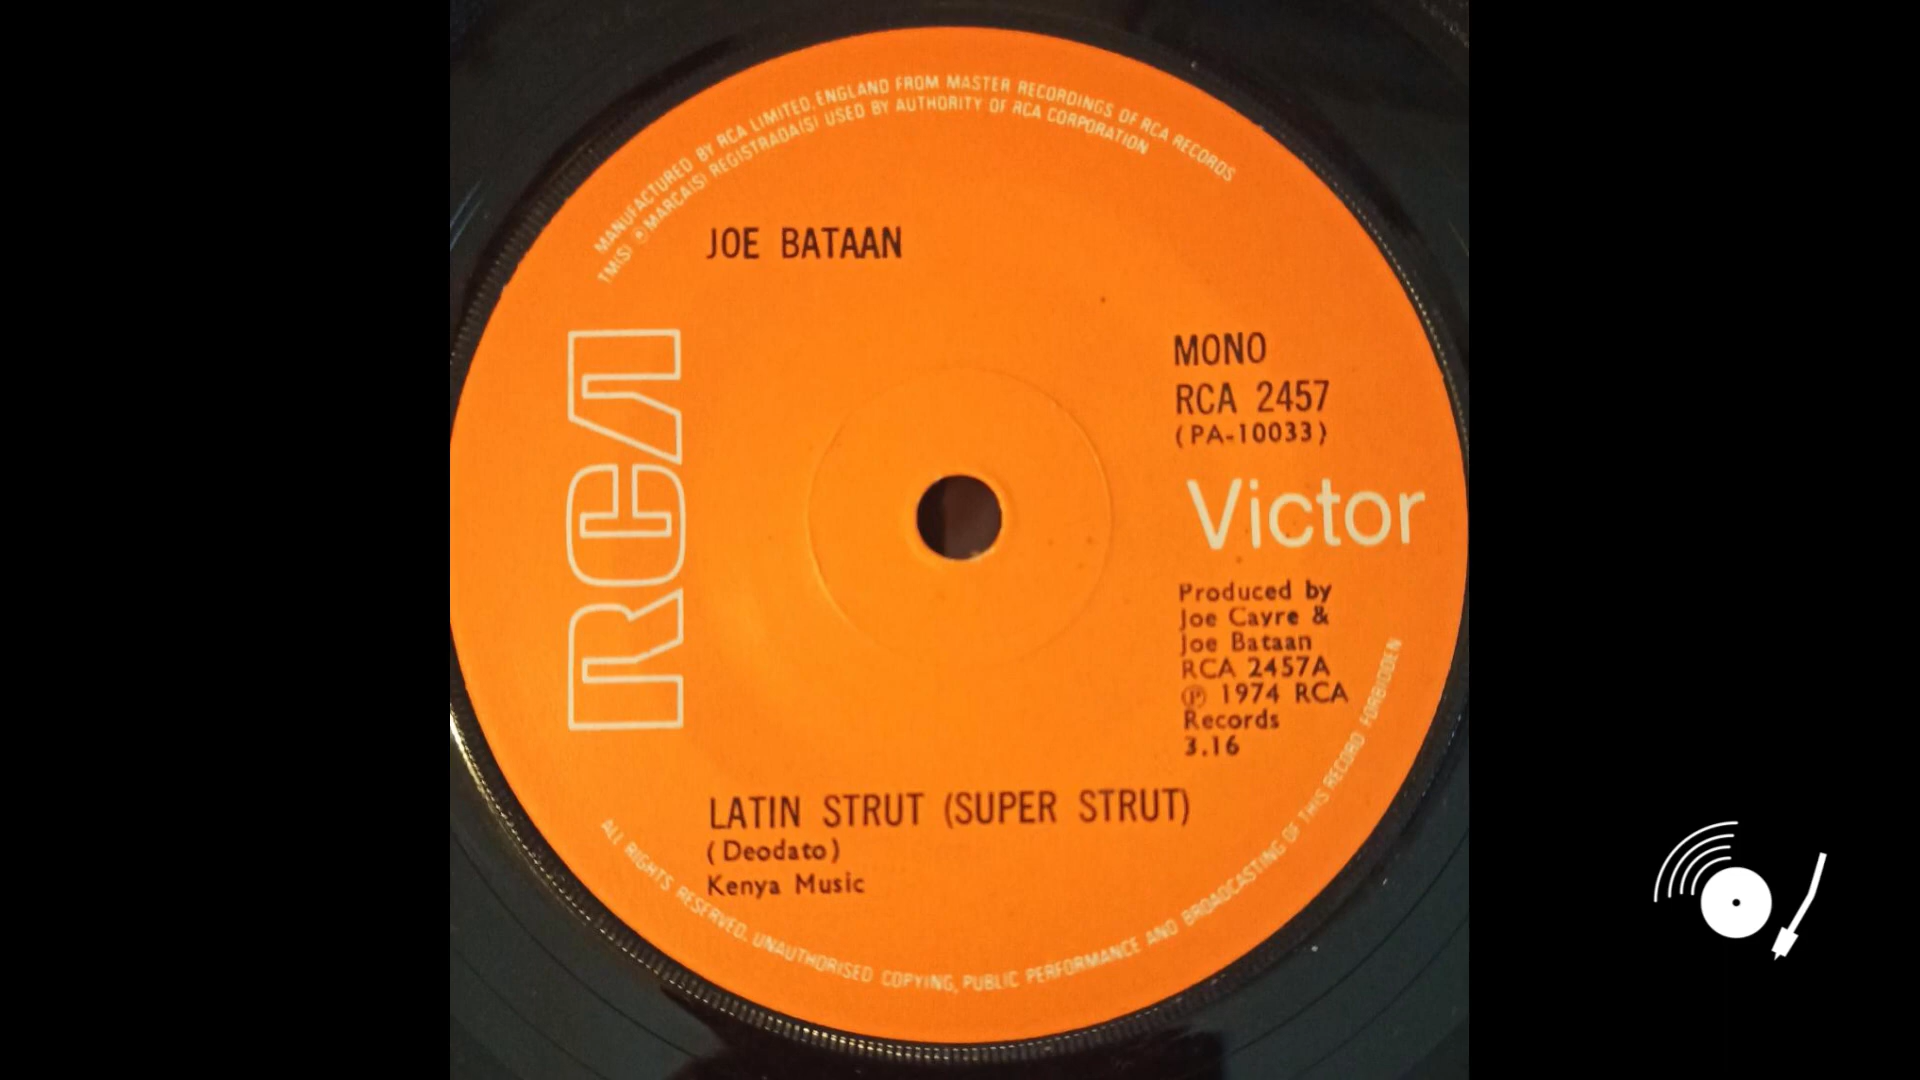 MANUFACTURED BY RCA LIMITED, ENGLAND FROM MASTER RECORDINGS OF RCA RECORDS
TM(S) ® MARCA(S) REGISTRADA(S) USED BY AUTHORITY OF RCA CORPORATION
JOE BATAAN
RCA
MONO
RCA 2457
(PA-10033)
Victor
Produced by
Joe Cayre &
Joe Bataan
RCA 2457A
℗ 1974 RCA
Records
3.16
LATIN STRUT (SUPER STRUT)
(Deodato)
Kenya Music
ALL RIGHTS RESERVED. UNAUTHORISED COPYING, PUBLIC PERFORMANCE AND BROADCASTING OF THIS RECORD FORBIDDEN